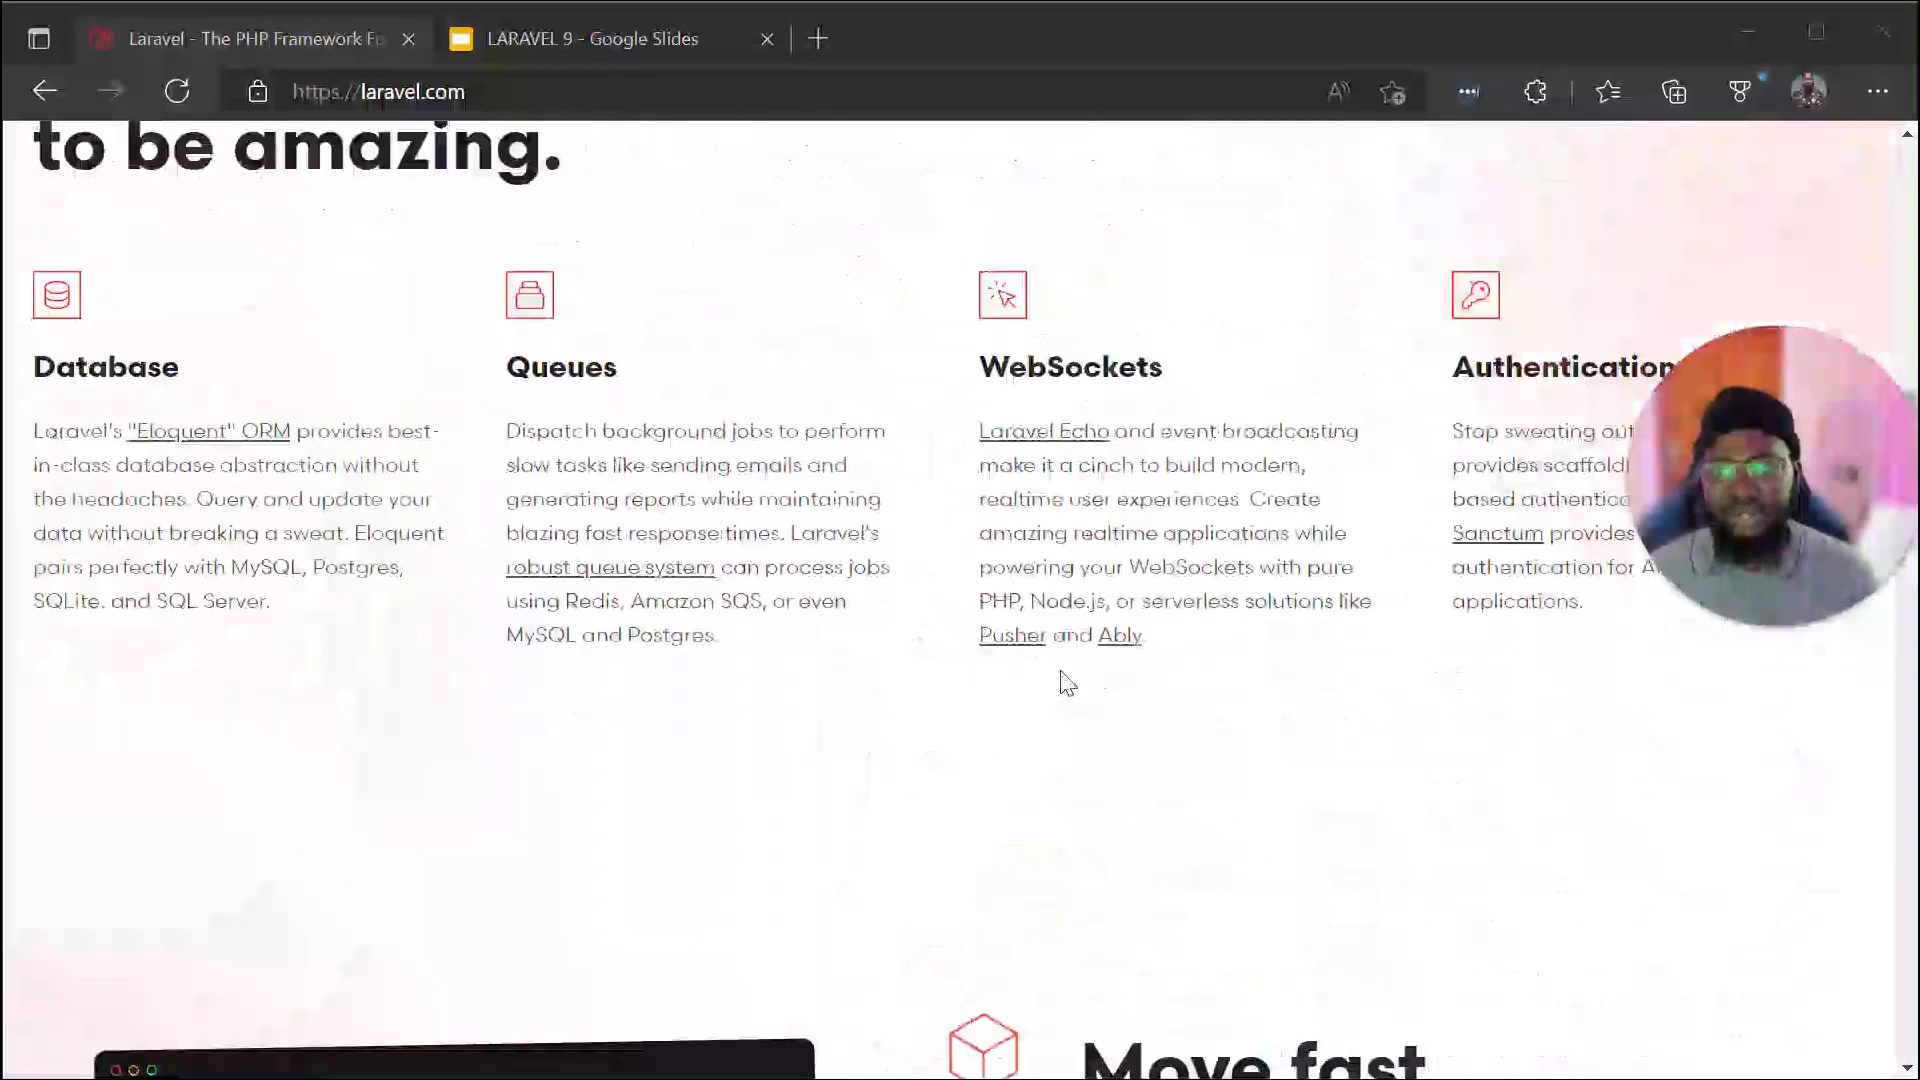 Laravel - The PHP Framework Fo
LARAVEL 9 - Google Slides
https://laravel.com
to be amazing.
Database
Laravel's "Eloquent" ORM provides best-
in-class database abstraction without
the headaches. Query and update your
data without breaking a sweat. Eloquent
pairs perfectly with MySQL, Postgres,
SQLite, and SQL Server.
Queues
Dispatch background jobs to perform
slow tasks like sending emails and
generating reports while maintaining
blazing fast response times. Laravel's
robust queue system can process jobs
using Redis, Amazon SQS, or even
MySQL and Postgres.
WebSockets
Laravel Echo and event broadcasting
make it a cinch to build modern,
realtime user experiences. Create
amazing realtime applications while
powering your WebSockets with pure
PHP, Node.js, or serverless solutions like
Pusher and Ably.
Authentication
Stop sweating out
provides scaffold
based authentic
Sanctum provides
authentication for A
applications.
Move fast